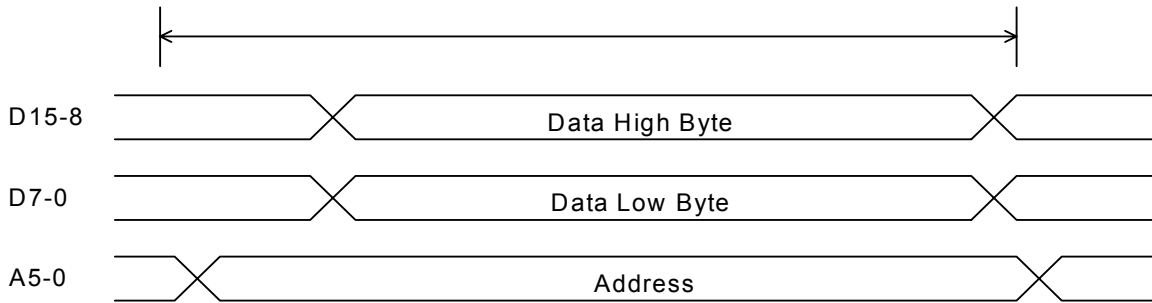 D15-8
Data High Byte
D7-0
Data Low Byte
A5-0
Address